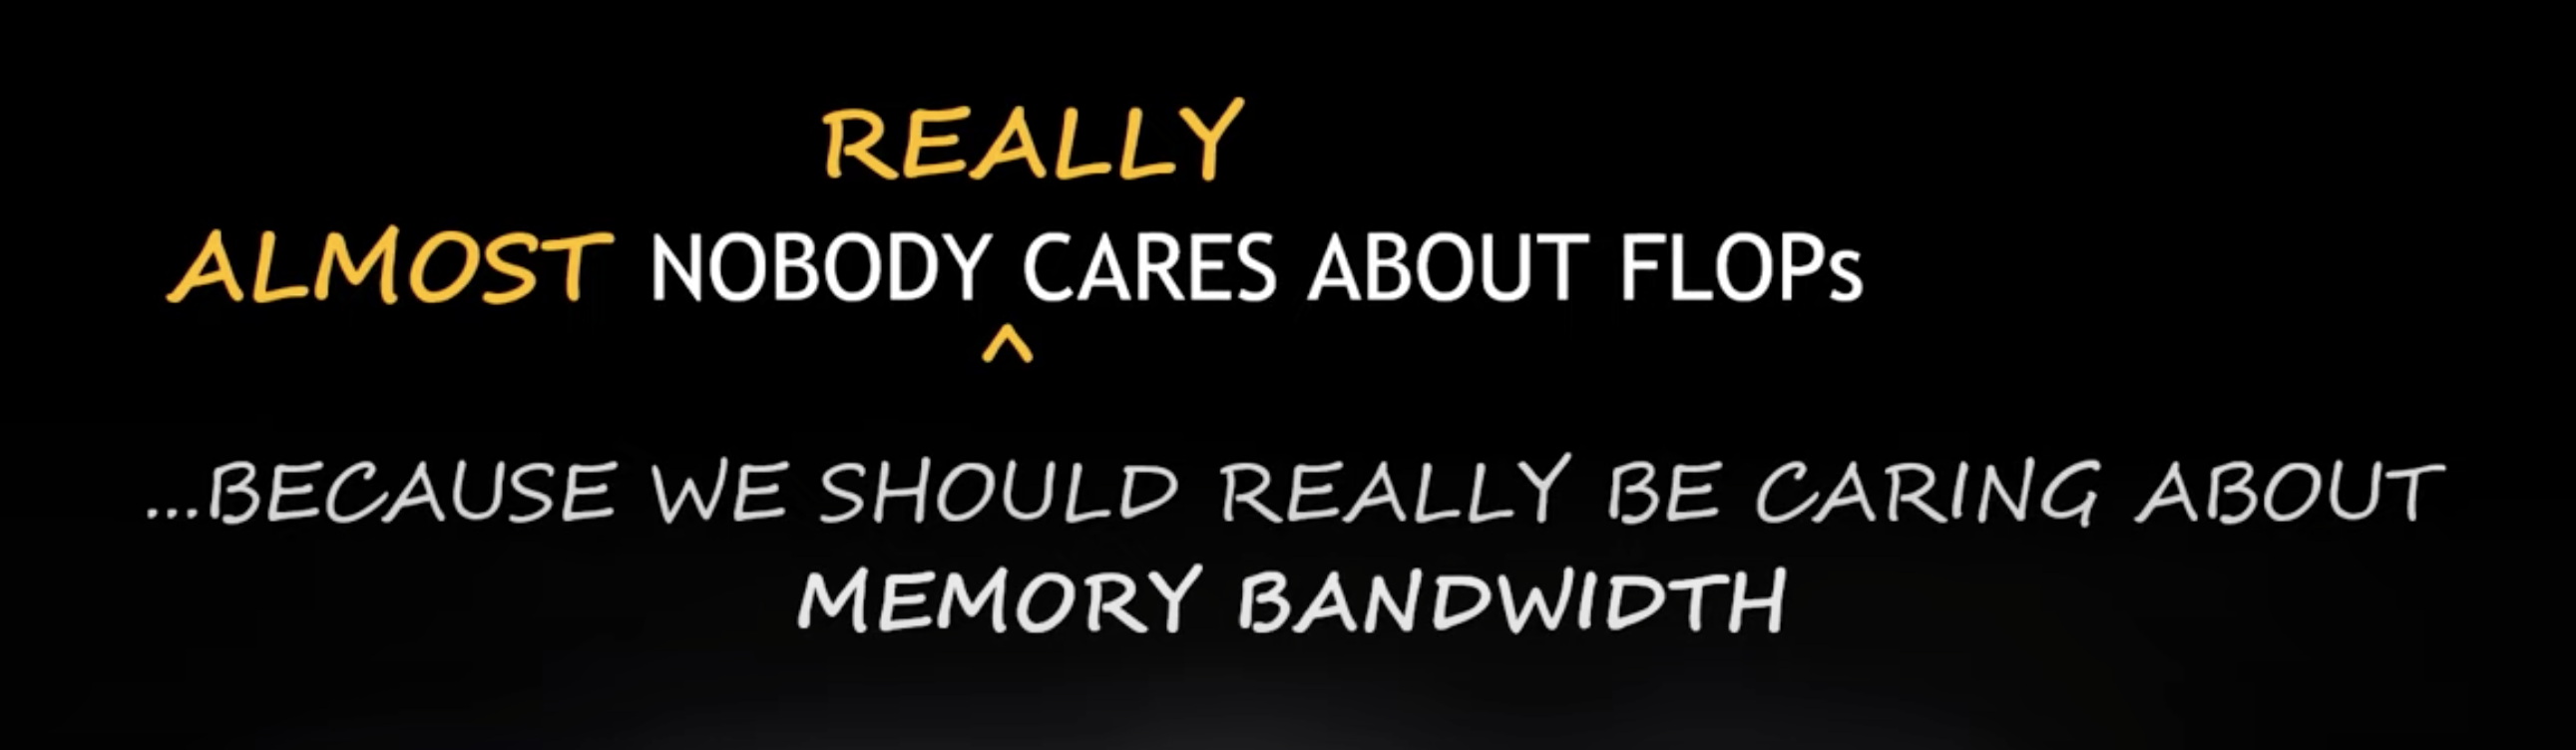 REALLY
ALMOST NOBODY CARES ABOUT FLOPs
^
...BECAUSE WE SHOULD REALLY BE CARING ABOUT
MEMORY BANDWIDTH